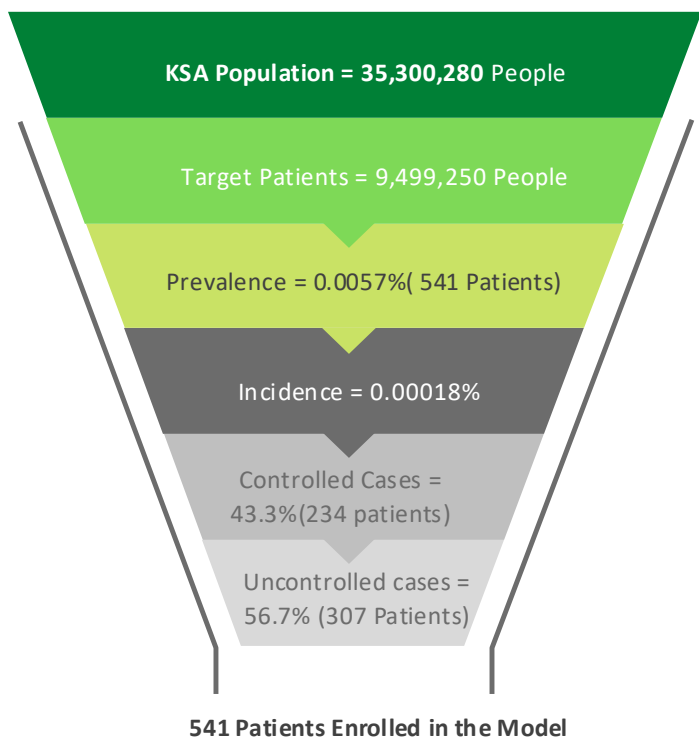 KSA Population = 35,300,280 People
Target Patients = 9,499,250 People
Prevalence = 0.0057%( 541 Patients)
Incidence = 0.00018%
Controlled Cases =
43.3%(234 patients)
Uncontrolled cases =
56.7% (307 Patients)
541 Patients Enrolled in the Model